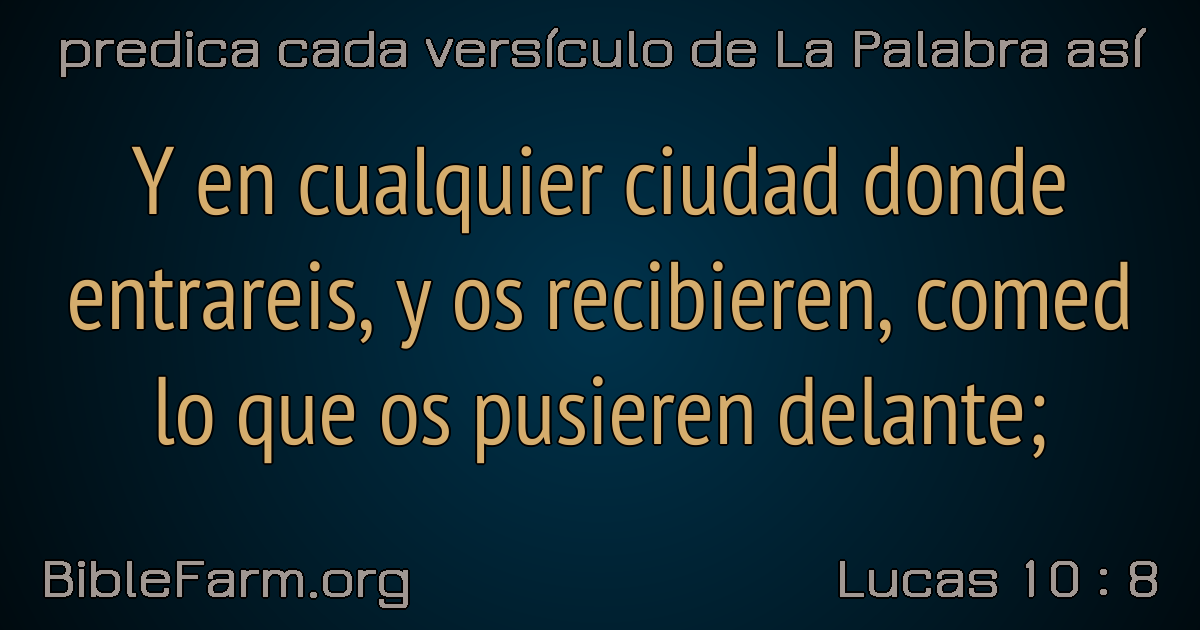 predica cada versículo de La Palabra así
Y en cualquier ciudad donde
entrareis, y os recibieren, comed
lo que os pusieren delante;
BibleFarm.org
Lucas 10 : 8